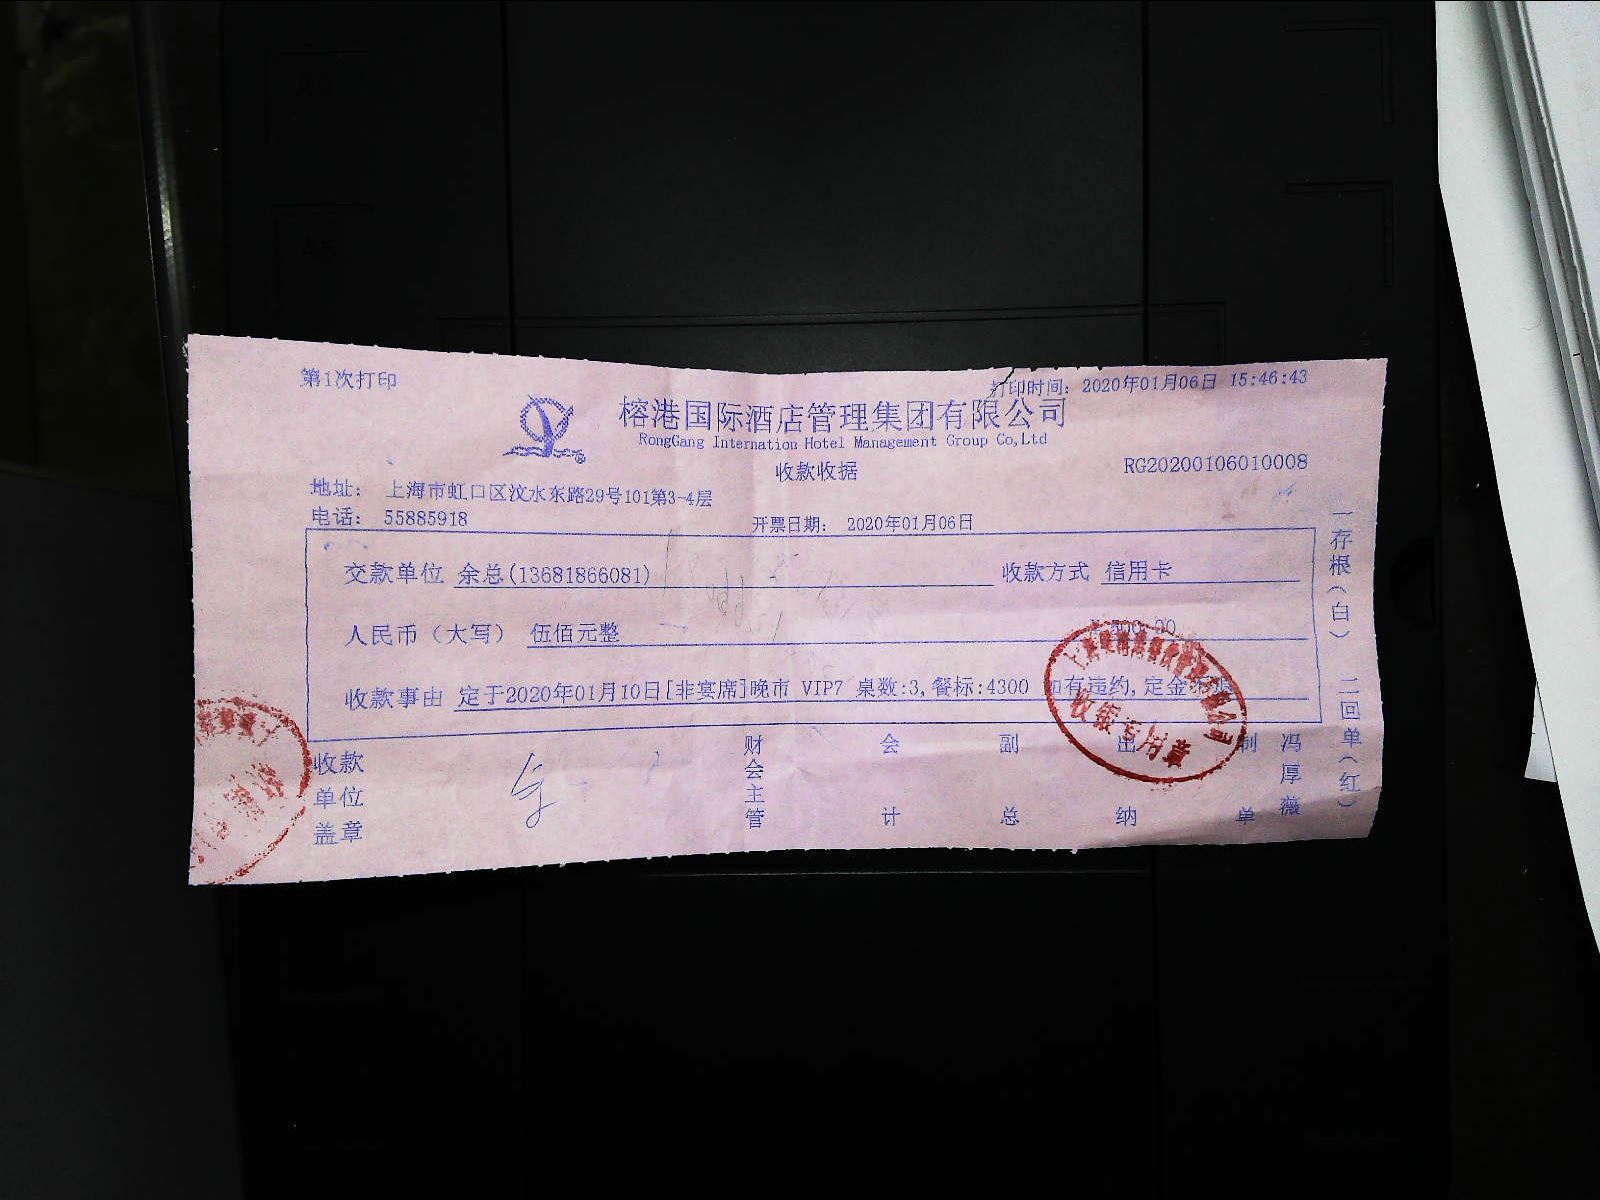 第1次打印
打印时间: 2020年01月06日 15:46:43
榕港国际酒店管理集团有限公司
RongGang Internation Hotel Management Group Co,Ltd
收款收据
RG20200106010008
地址: 上海市虹口区汶水东路29号101第3-4层
电话: 55885918
开票日期: 2020年01月06日
交款单位 余总(13681866081) 收款方式 信用卡
人民币（大写） 伍佰元整
收款事由 定于2020年01月10日[非宴席]晚市 VIP7 桌数:3,餐标:4300 如有违约,定金
收款单位盖章
财会主管
会计
副总
出纳
制单
冯厚薇
一存根（白） 二回单（红）
收银专用章